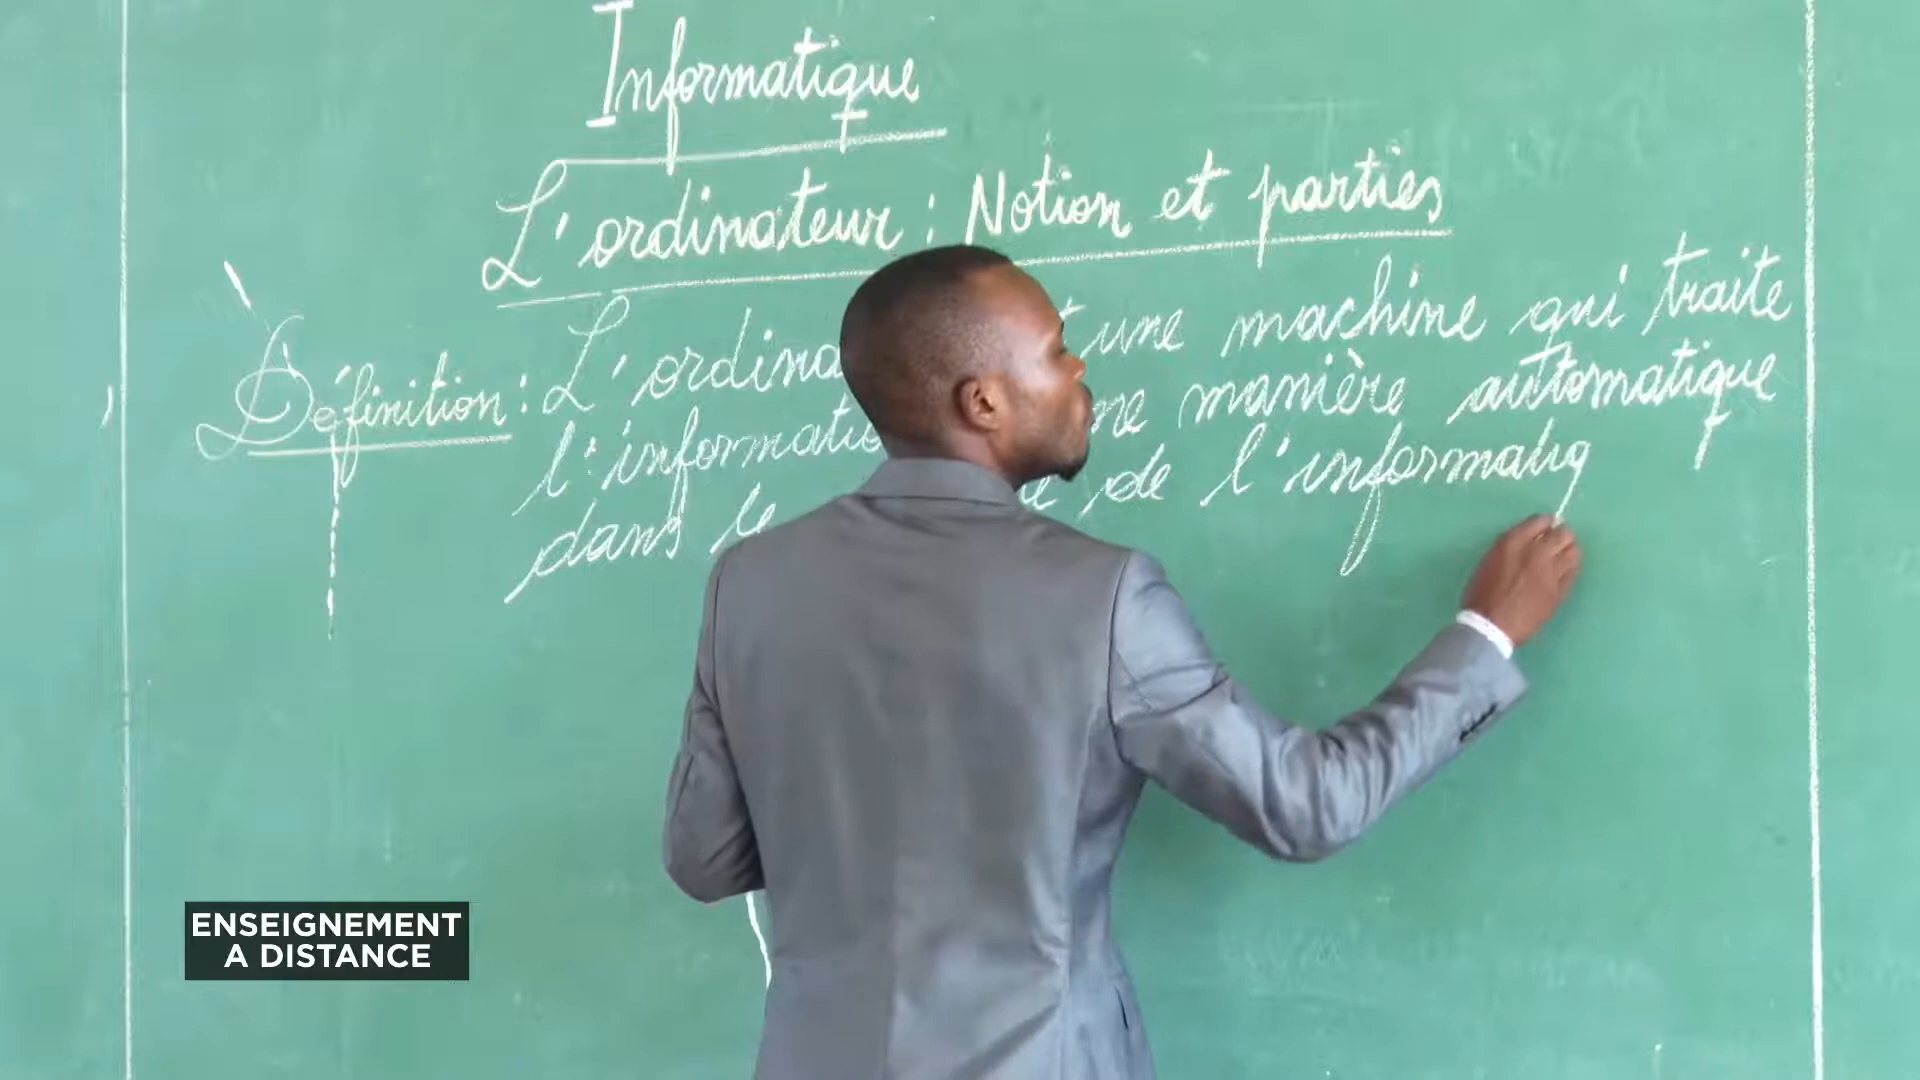 Informatique
L'ordinateur : Notion et parties
Définition : L'ordina une machine qui traite
l'informatio ne manière automatique
dans le de l'informatiq
ENSEIGNEMENT
A DISTANCE